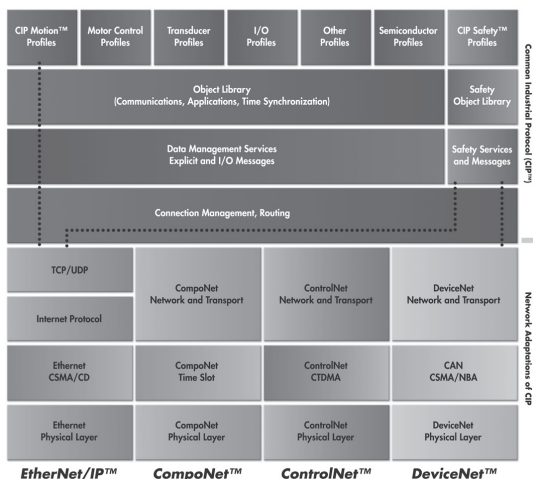 CIP Motion™
Profiles
Motor Control
Profiles
Transducer
Profiles
I/O
Profiles
Other
Profiles
Semiconductor
Profiles
CIP Safety™
Profiles
Object Library
(Communications, Applications, Time Synchronization)
Safety
Object Library
Data Management Services
Explicit and I/O Messages
Safety Services
and Messages
Connection Management, Routing
Common Industrial Protocol (CIP™)
TCP/UDP
Internet Protocol
CompoNet
Network and Transport
ControlNet
Network and Transport
DeviceNet
Network and Transport
Ethernet
CSMA/CD
CompoNet
Time Slot
ControlNet
CTDMA
CAN
CSMA/NBA
Ethernet
Physical Layer
CompoNet
Physical Layer
ControlNet
Physical Layer
DeviceNet
Physical Layer
Network Adaptations of CIP
EtherNet/IP™
CompoNet™
ControlNet™
DeviceNet™